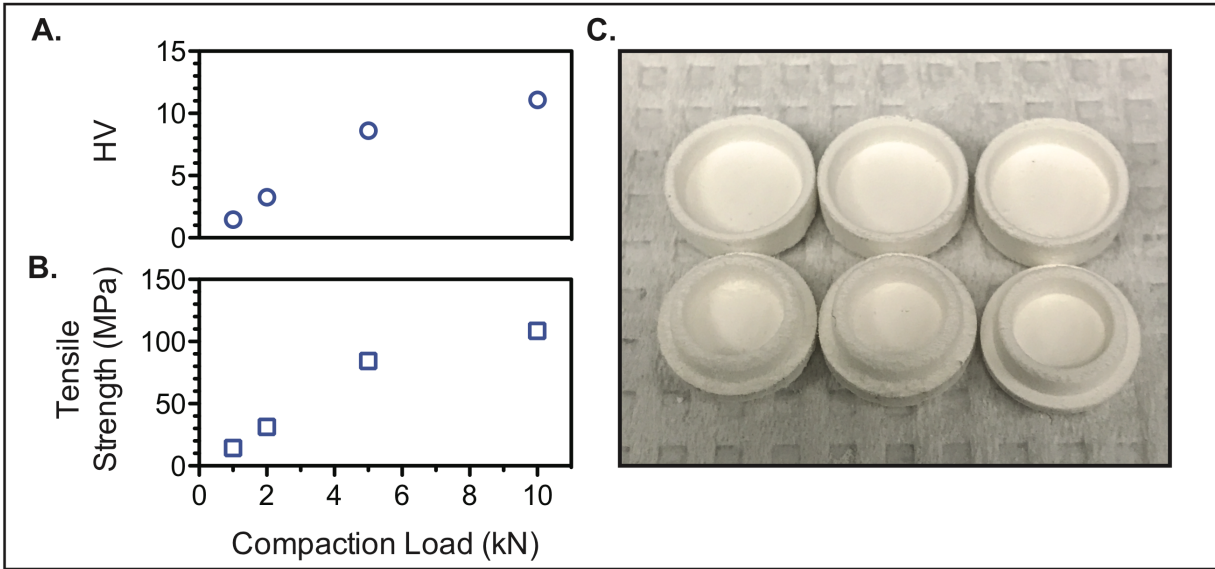 A.
15
10
5
0
HV
B.
150
100
50
0
Tensile
Strength (MPa)
0 2 4 6 8 10
Compaction Load (kN)
C.